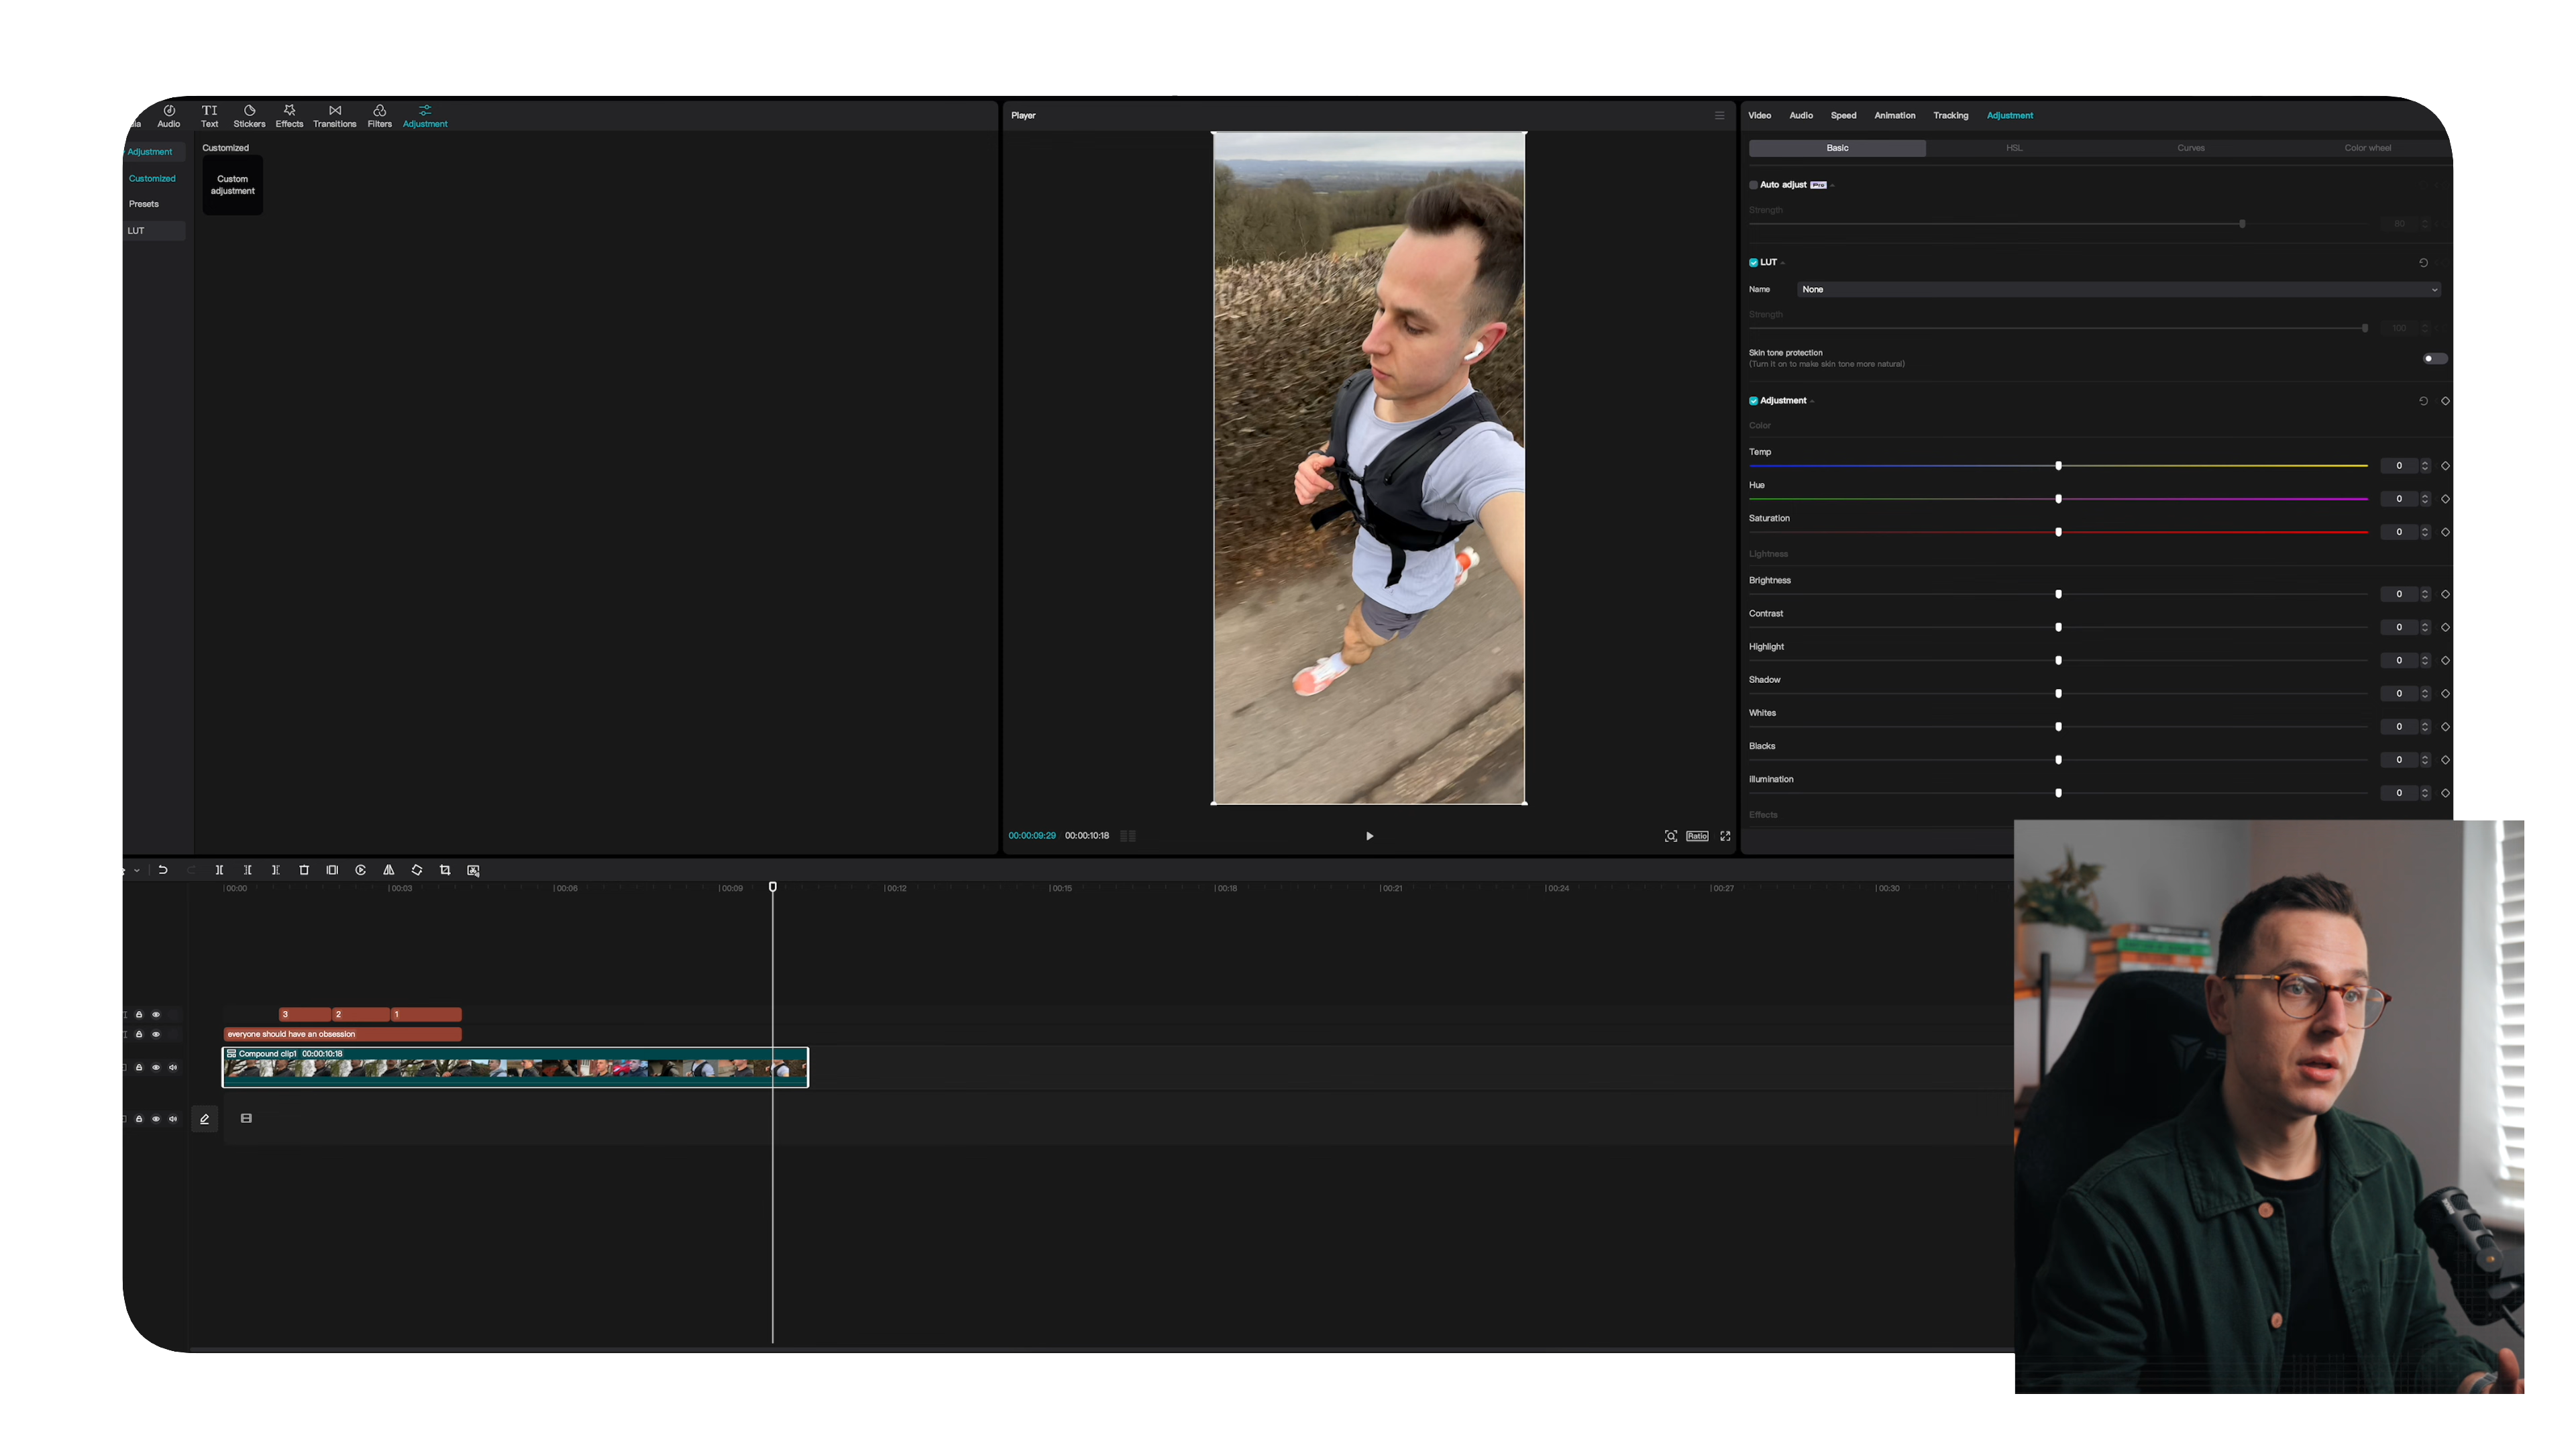 Audio
Text
Stickers
Effects
Transitions
Filters
Adjustment
Adjustment
Customized
Presets
LUT
Customized
Custom
adjustment
Player
00:00:09:29 00:00:10:18
Ratio
Video Audio Speed Animation Tracking Adjustment
Basic HSL Curves Color wheel
Auto adjust Pro
Strength
LUT
Name None
Strength 100
Skin tone protection
(Turn it on to make skin tone more natural)
Adjustment
Color
Temp 0
Hue 0
Saturation 0
Lightness
Brightness 0
Contrast 0
Highlight 0
Shadow 0
Whites 0
Blacks 0
illumination 0
Effects
00:00 00:03 00:06 00:09 00:12 00:15 00:18 00:21 00:24 00:27 00:30
3 2 1
everyone should have an obsession
Compound clip1 00:00:10:18